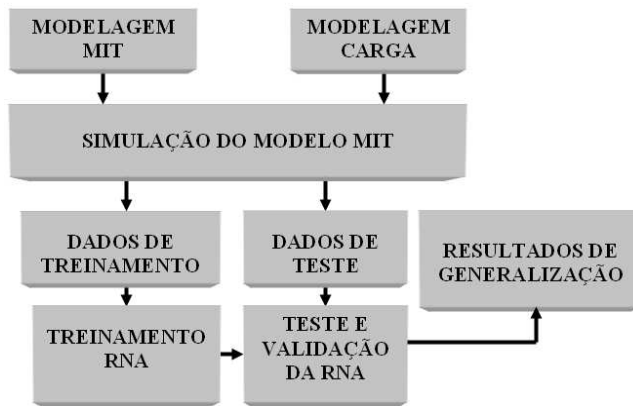 MODELAGEM
MIT
MODELAGEM
CARGA
SIMULAÇÃO DO MODELO MIT
DADOS DE
TREINAMENTO
DADOS DE
TESTE
RESULTADOS DE
GENERALIZAÇÃO
TREINAMENTO
RNA
TESTE E
VALIDAÇÃO
DA RNA